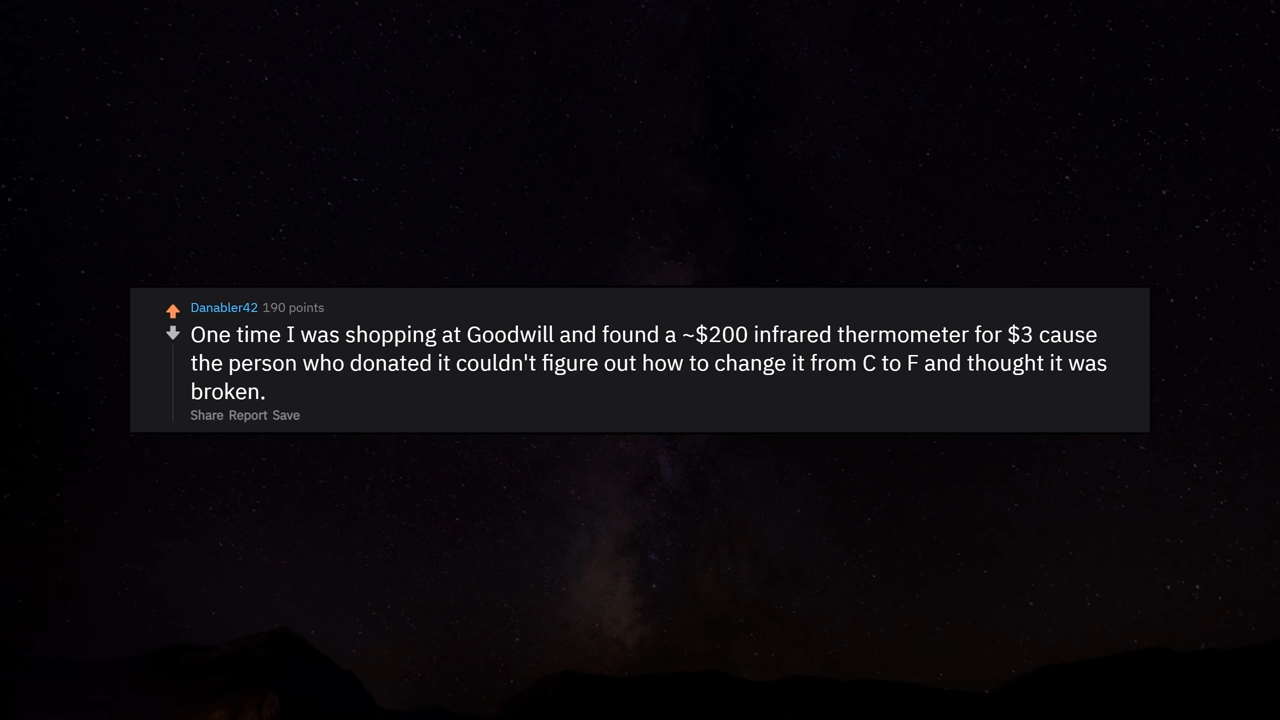 Danabler42 190 points
One time I was shopping at Goodwill and found a ~$200 infrared thermometer for $3 cause
the person who donated it couldn't figure out how to change it from C to F and thought it was
broken.
Share Report Save